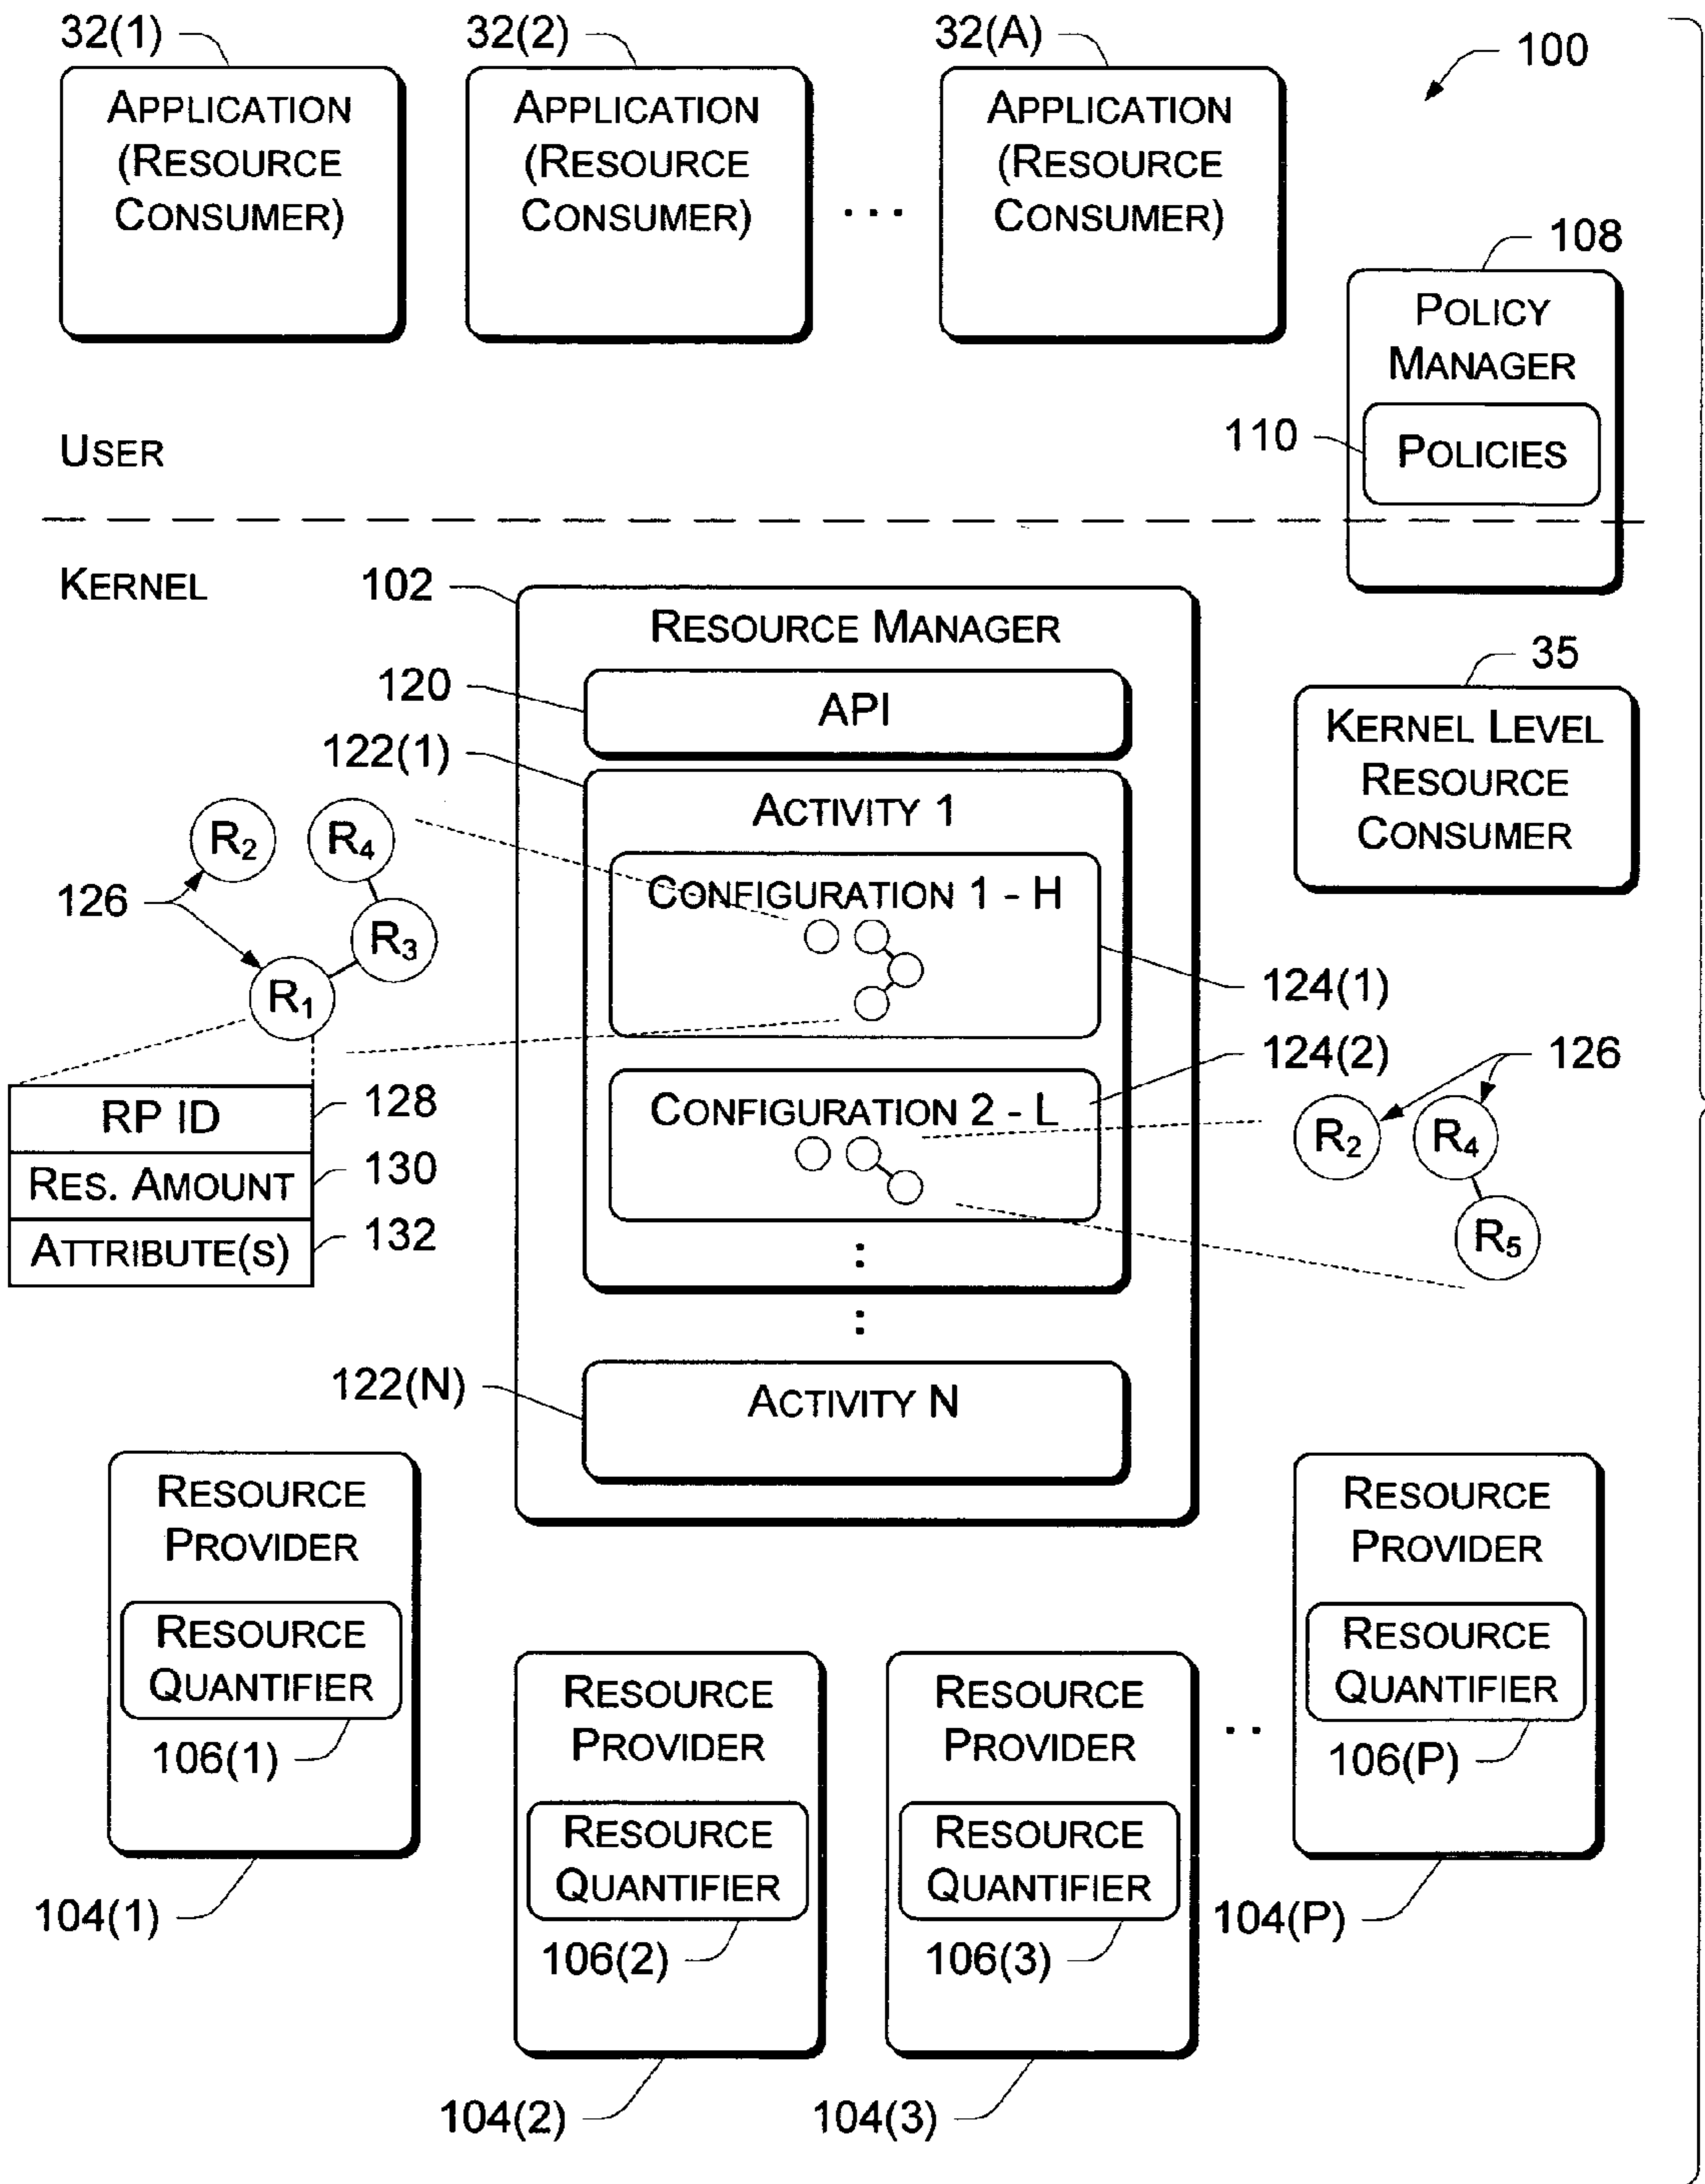 32(1)
32(2)
32(A)
100
APPLICATION
(RESOURCE
CONSUMER)
APPLICATION
(RESOURCE
CONSUMER)
...
APPLICATION
(RESOURCE
CONSUMER)
108
POLICY
MANAGER
110
POLICIES
USER
KERNEL
102
RESOURCE MANAGER
35
120
API
KERNEL LEVEL
RESOURCE
CONSUMER
122(1)
ACTIVITY 1
R2
R4
126
R3
R1
CONFIGURATION 1 - H
124(1)
124(2)
126
RP ID
128
RES. AMOUNT
130
ATTRIBUTE(S)
132
CONFIGURATION 2 - L
R2
R4
R5
:
:
122(N)
ACTIVITY N
RESOURCE
PROVIDER
RESOURCE
QUANTIFIER
106(1)
104(1)
RESOURCE
PROVIDER
RESOURCE
QUANTIFIER
106(2)
104(2)
RESOURCE
PROVIDER
RESOURCE
QUANTIFIER
106(3)
104(3)
..
RESOURCE
PROVIDER
RESOURCE
QUANTIFIER
106(P)
104(P)